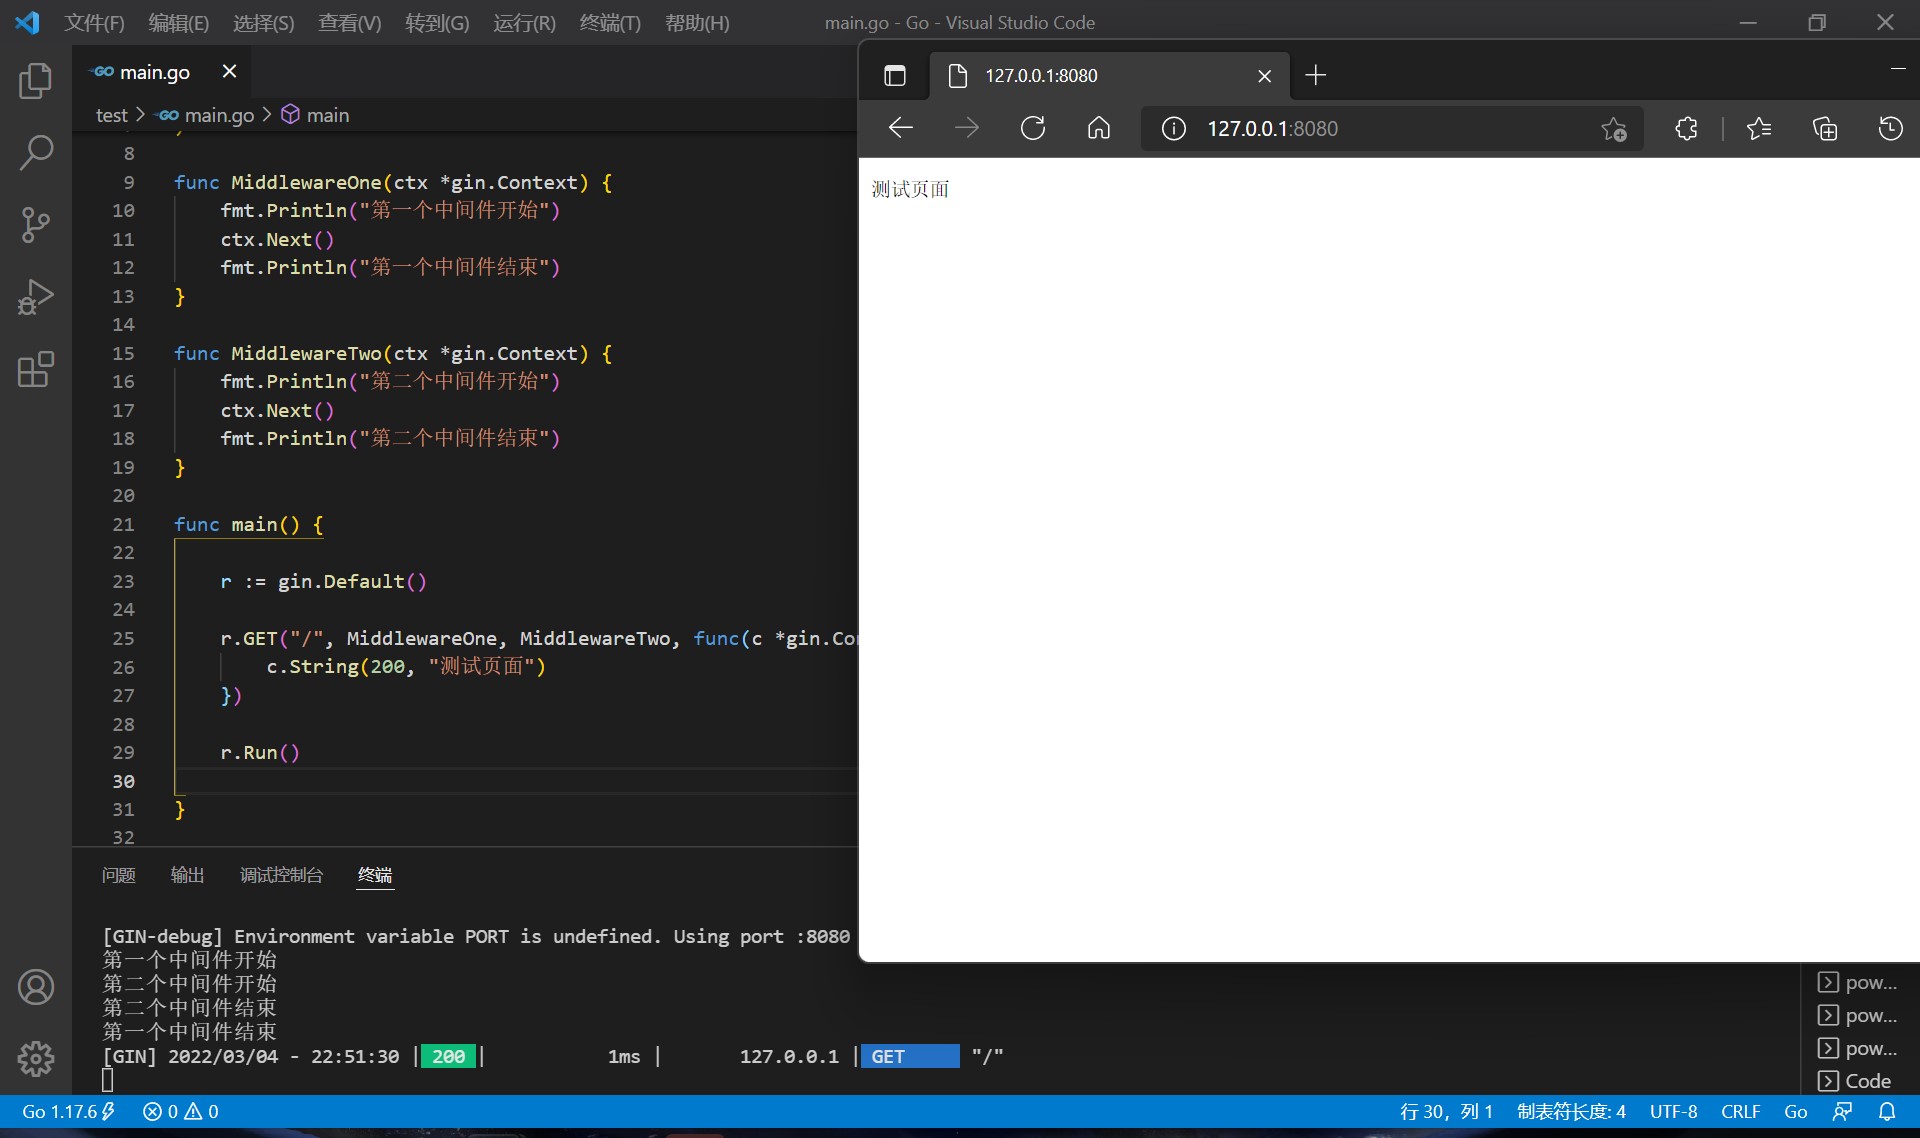 文件(F) 编辑(E) 选择(S) 查看(V) 转到(G) 运行(R) 终端(T) 帮助(H) main.go - Go - Visual Studio Code
GO main.go
test > GO main.go > main
8
9 func MiddlewareOne(ctx *gin.Context) {
10 fmt.Println("第一个中间件开始")
11 ctx.Next()
12 fmt.Println("第一个中间件结束")
13 }
14
15 func MiddlewareTwo(ctx *gin.Context) {
16 fmt.Println("第二个中间件开始")
17 ctx.Next()
18 fmt.Println("第二个中间件结束")
19 }
20
21 func main() {
22
23 r := gin.Default()
24
25 r.GET("/", MiddlewareOne, MiddlewareTwo, func(c *gin.Con
26 c.String(200, "测试页面")
27 })
28
29 r.Run()
30
31 }
32
127.0.0.1:8080
127.0.0.1:8080
测试页面
问题 输出 调试控制台 终端
[GIN-debug] Environment variable PORT is undefined. Using port :8080
第一个中间件开始
第二个中间件开始
第二个中间件结束
第一个中间件结束
[GIN] 2022/03/04 - 22:51:30 | 200 | 1ms | 127.0.0.1 | GET "/"
pow...
pow...
pow...
Code
Go 1.17.6 0 0 行 30，列 1 制表符长度: 4 UTF-8 CRLF Go